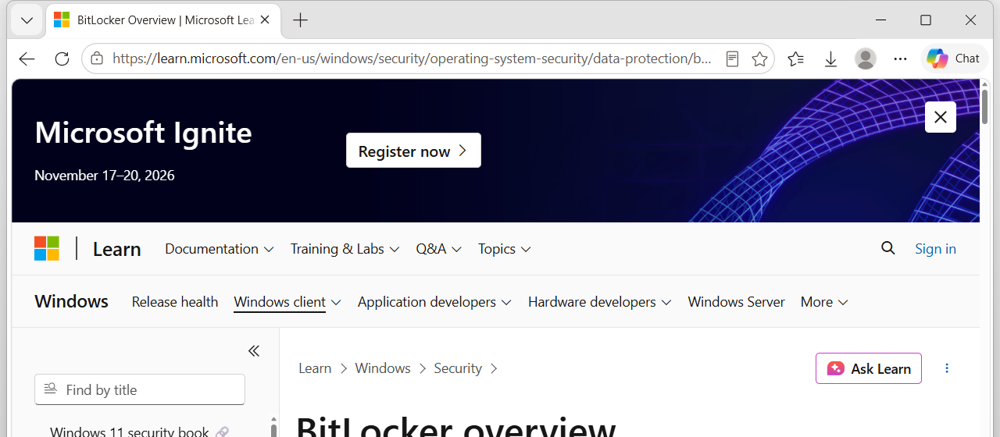 BitLocker Overview | Microsoft Lea
https://learn.microsoft.com/en-us/windows/security/operating-system-security/data-protection/b...
Chat
Microsoft Ignite
November 17–20, 2026
Register now
Learn Documentation Training & Labs Q&A Topics Sign in
Windows Release health Windows client Application developers Hardware developers Windows Server More
Learn Windows Security
Ask Learn
Find by title
Windows 11 security book
BitLocker overview